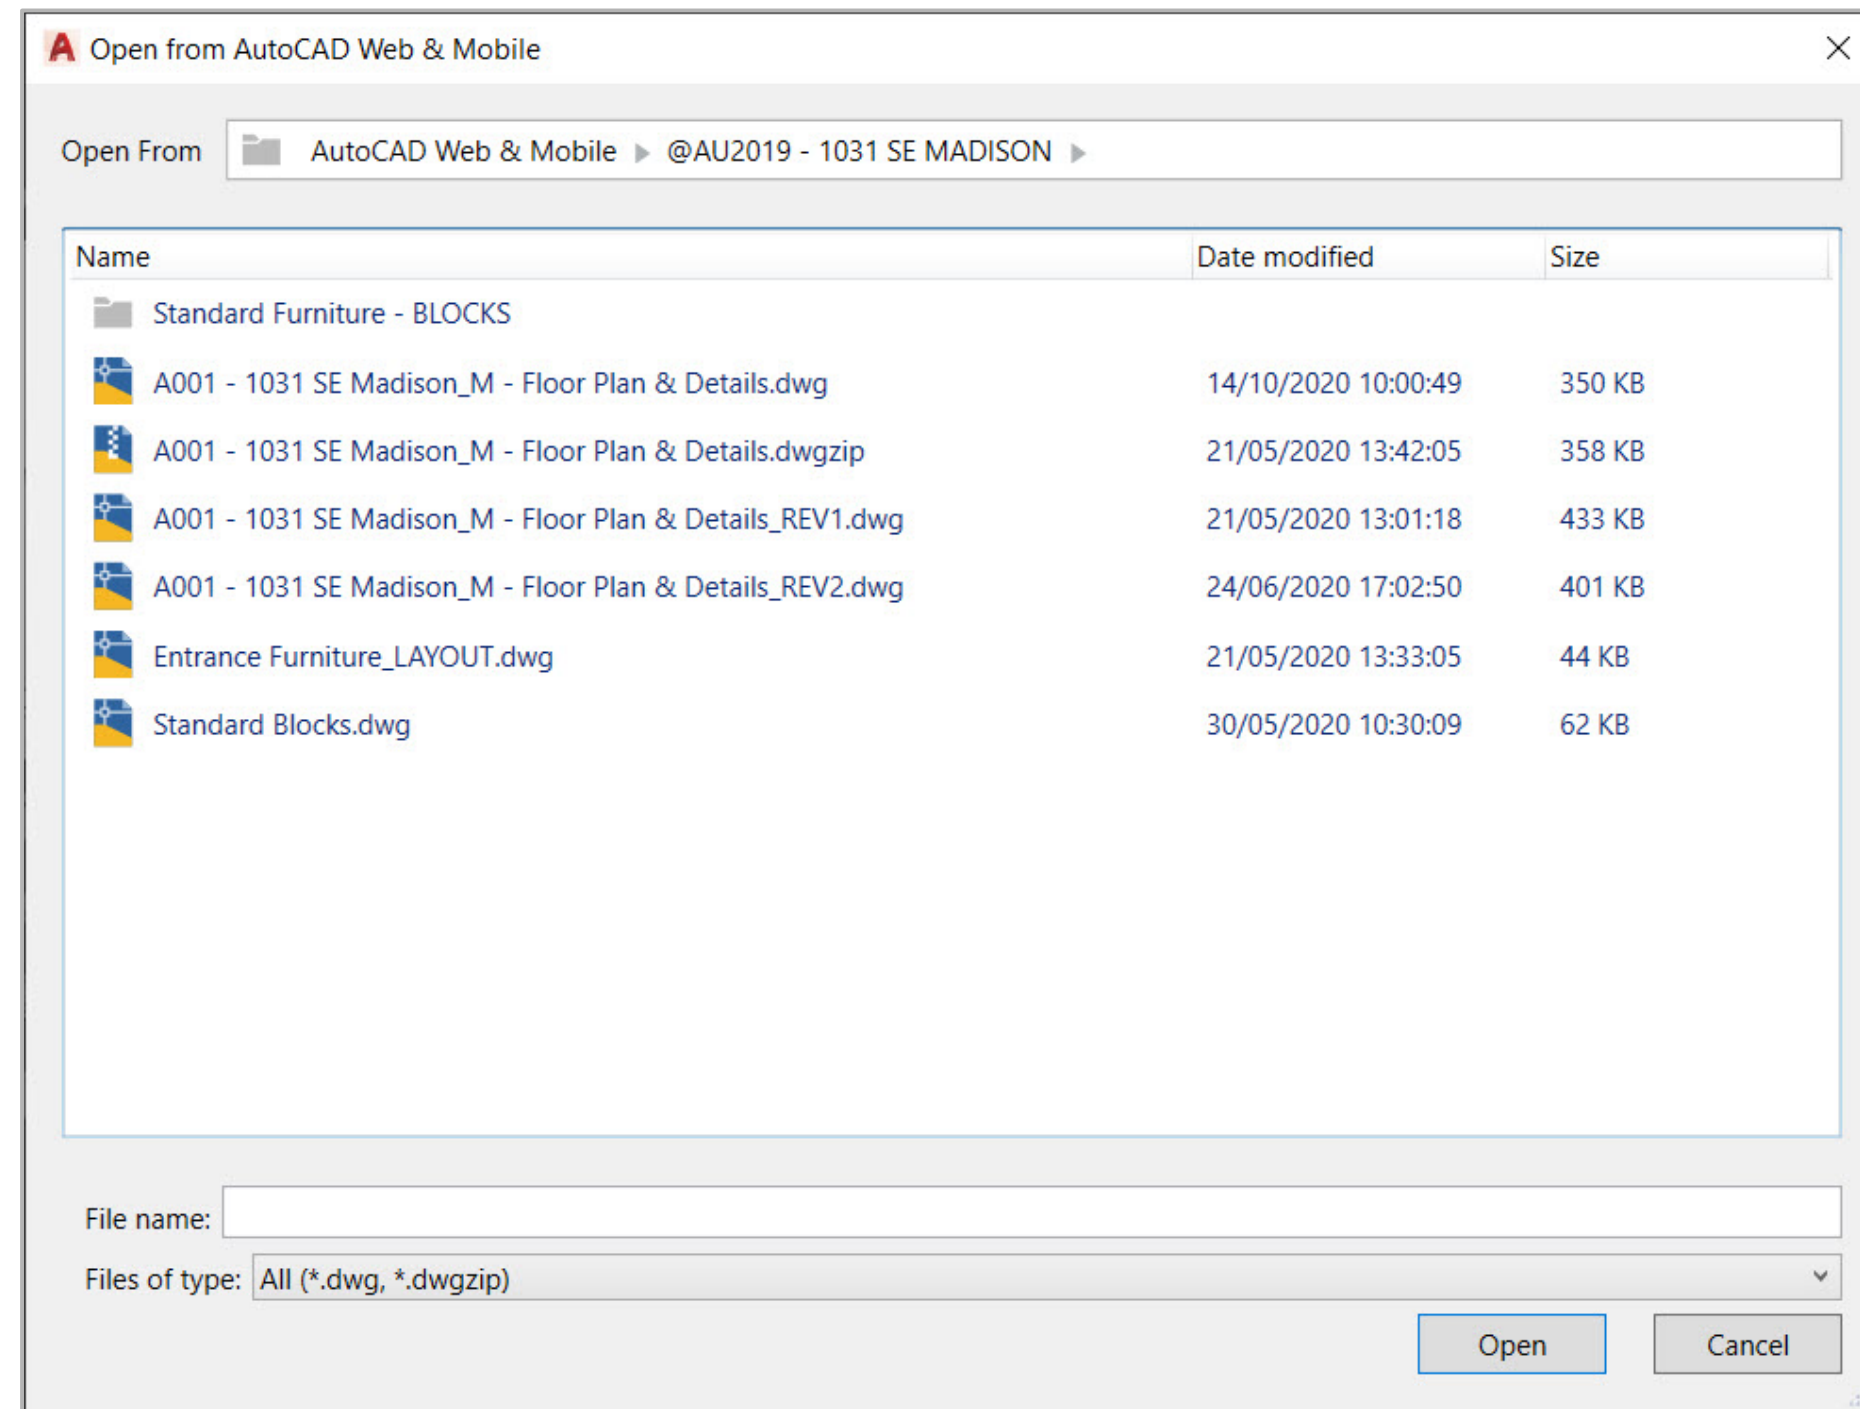 Open from AutoCAD Web & Mobile
Open From AutoCAD Web & Mobile @AU2019 - 1031 SE MADISON
Name Date modified Size
Standard Furniture - BLOCKS
A001 - 1031 SE Madison_M - Floor Plan & Details.dwg 14/10/2020 10:00:49 350 KB
A001 - 1031 SE Madison_M - Floor Plan & Details.dwgzip 21/05/2020 13:42:05 358 KB
A001 - 1031 SE Madison_M - Floor Plan & Details_REV1.dwg 21/05/2020 13:01:18 433 KB
A001 - 1031 SE Madison_M - Floor Plan & Details_REV2.dwg 24/06/2020 17:02:50 401 KB
Entrance Furniture_LAYOUT.dwg 21/05/2020 13:33:05 44 KB
Standard Blocks.dwg 30/05/2020 10:30:09 62 KB
File name:
Files of type: All (*.dwg, *.dwgzip)
Open Cancel